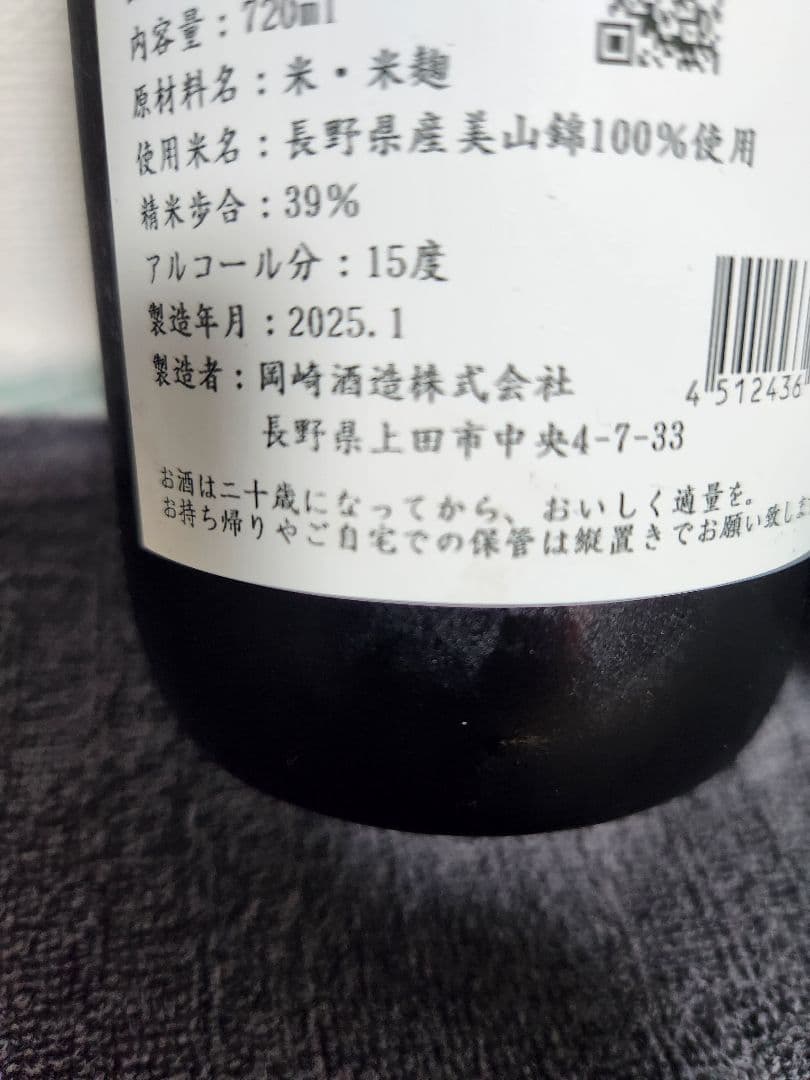 内容量：720ml
原材料名：米・米麹
使用米名：長野県産美山錦100%使用
精米歩合：39%
アルコール分：15度
製造年月：2025.1
製造者：岡崎酒造株式会社
長野県上田市中央4-7-33
4 512436
お酒は二十歳になってから、おいしく適量を。
お持ち帰りやご自宅での保管は縦置きでお願い致しま